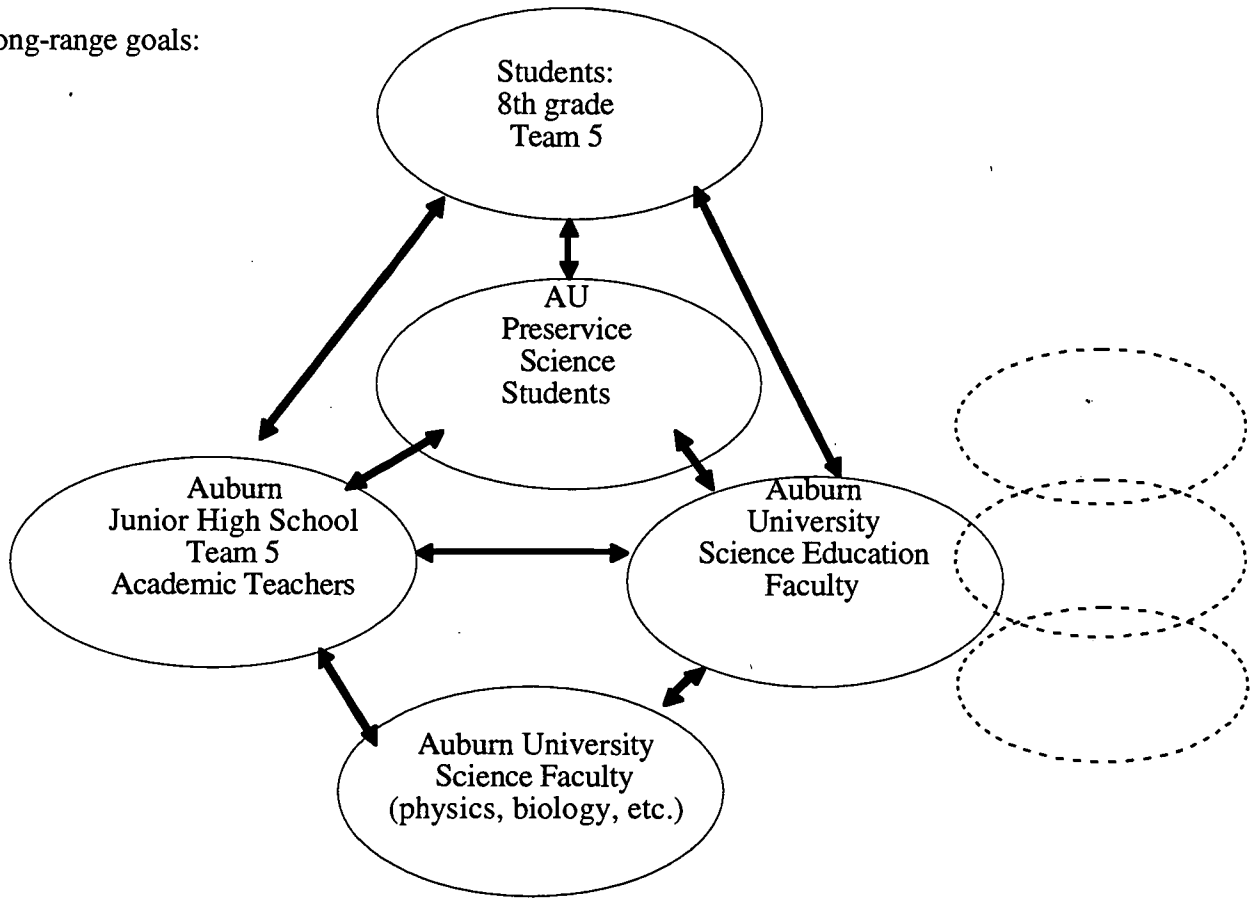 ong-range goals:
Students:
8th grade
Team 5
AU
Preservice
Science
Students
Auburn
Junior High School
Team 5
Academic Teachers
Auburn
University
Science Education
Faculty
Auburn University
Science Faculty
(physics, biology, etc.)